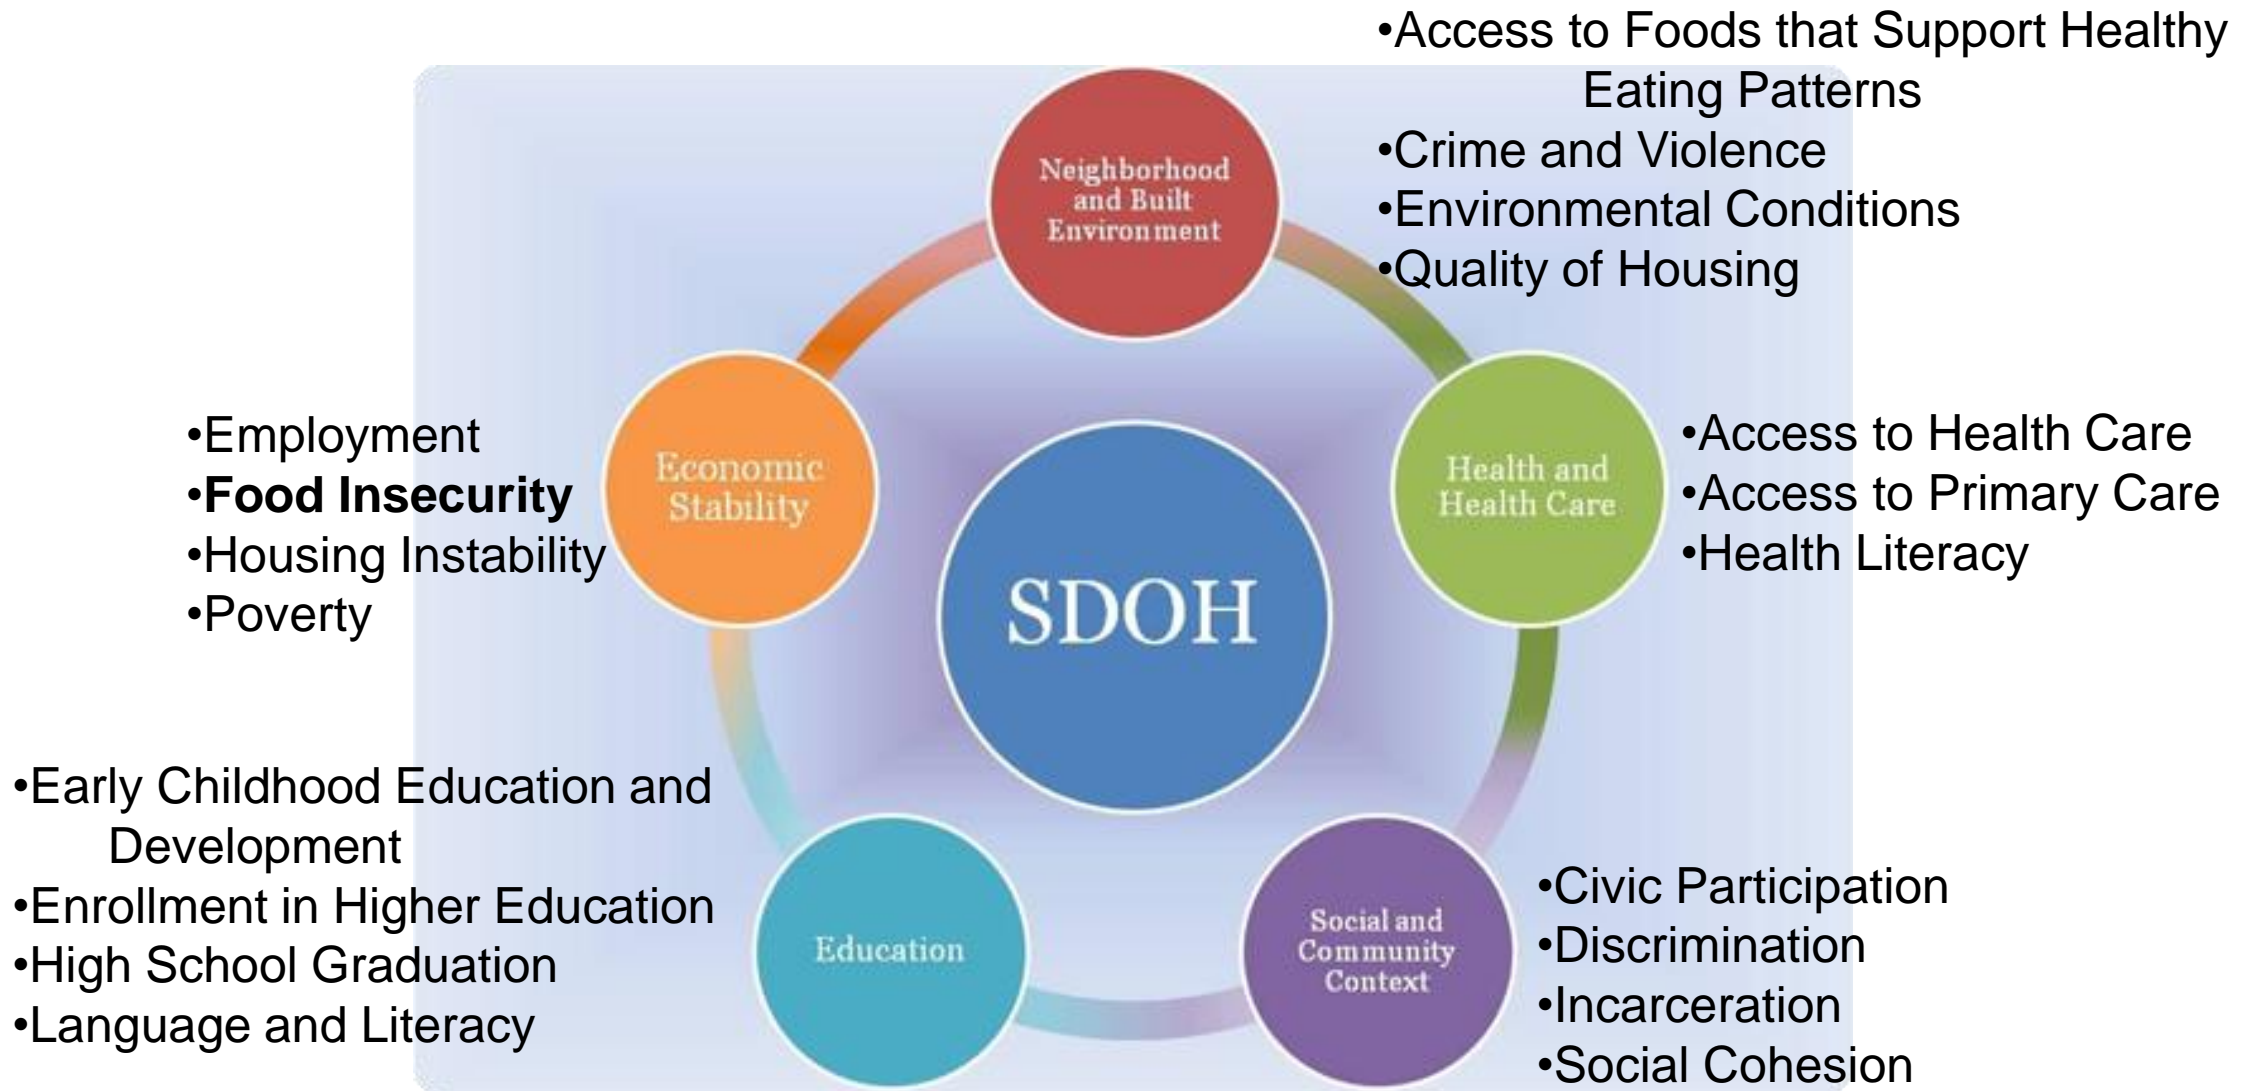 •Access to Foods that Support Healthy
Eating Patterns
•Crime and Violence
•Environmental Conditions
•Quality of Housing
Neighborhood
and Built
Environment
•Employment
•Food Insecurity
•Housing Instability
•Poverty
Economic
Stability
SDOH
Health and
Health Care
•Access to Health Care
•Access to Primary Care
•Health Literacy
•Early Childhood Education and
Development
•Enrollment in Higher Education
•High School Graduation
•Language and Literacy
Education
Social and
Community
Context
•Civic Participation
•Discrimination
•Incarceration
•Social Cohesion